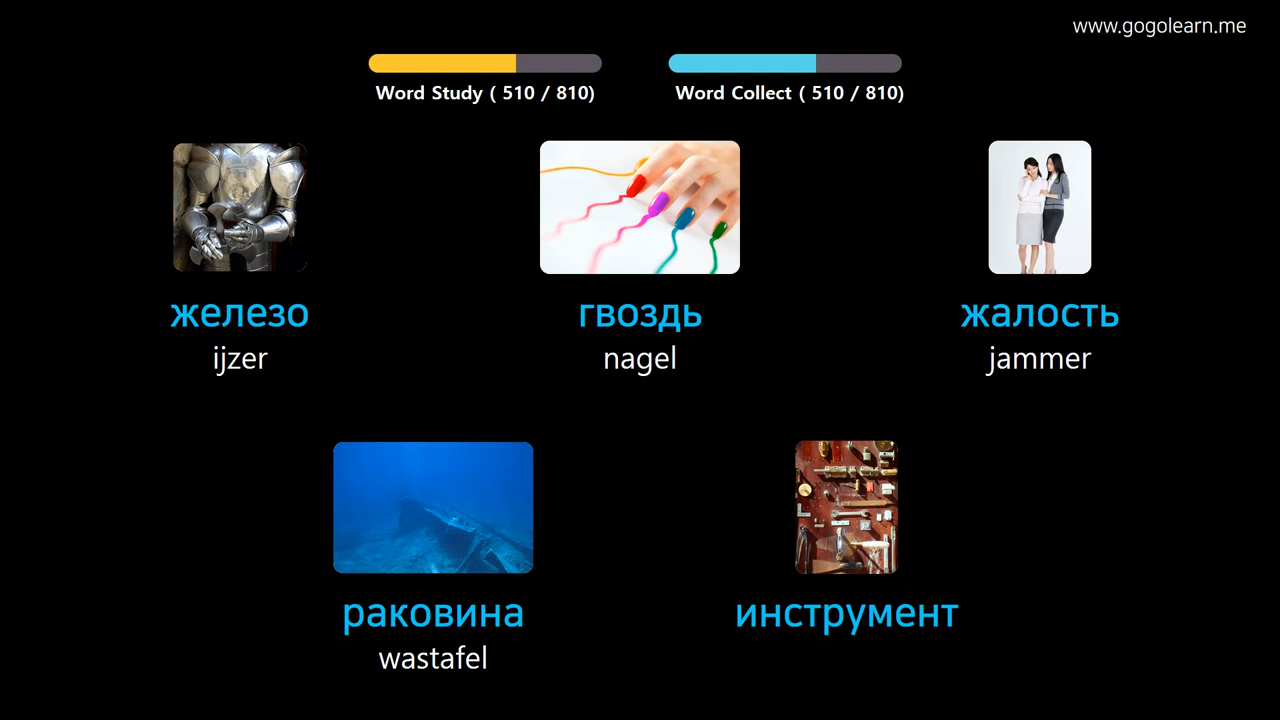 www.gogolearn.me
Word Study ( 510 / 810)
Word Collect ( 510 / 810)
железо
ijzer
гвоздь
nagel
жалость
jammer
раковина
wastafel
инструмент